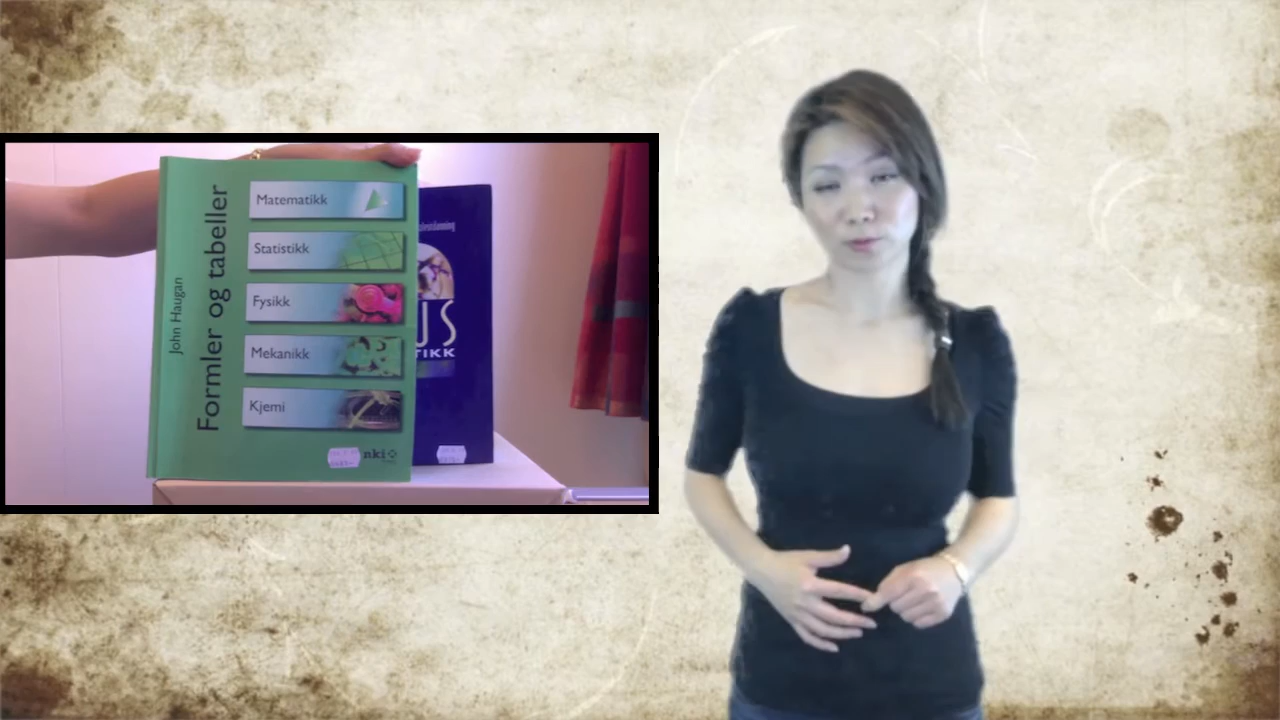 John Haugan
Formler og tabeller
Matematikk
Statistikk
Fysikk
Mekanikk
Kjemi
nki
US
TIKK